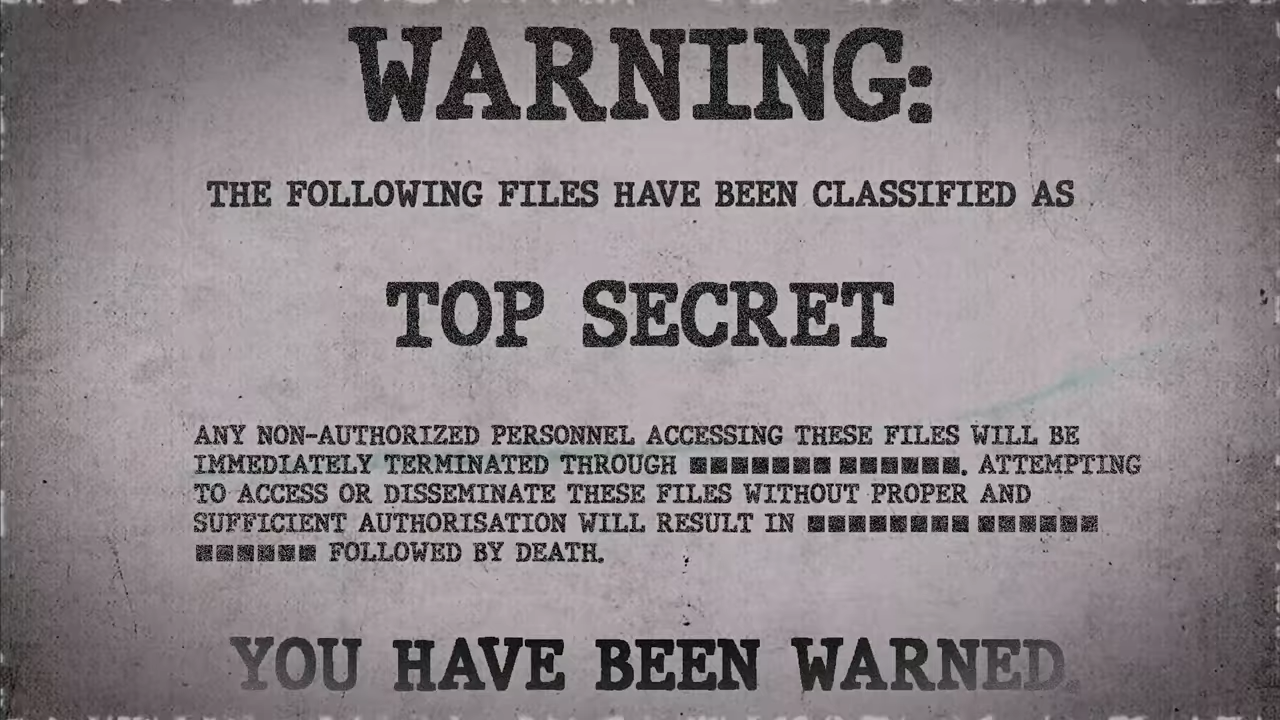 WARNING:
THE FOLLOWING FILES HAVE BEEN CLASSIFIED AS
TOP SECRET
ANY NON-AUTHORIZED PERSONNEL ACCESSING THESE FILES WILL BE
IMMEDIATELY TERMINATED THROUGH ■■■■■■■ ■■■■■■. ATTEMPTING
TO ACCESS OR DISSEMINATE THESE FILES WITHOUT PROPER AND
SUFFICIENT AUTHORISATION WILL RESULT IN ■■■■■■■■ ■■■■■■
■■■■■■ FOLLOWED BY DEATH.
YOU HAVE BEEN WARNED.